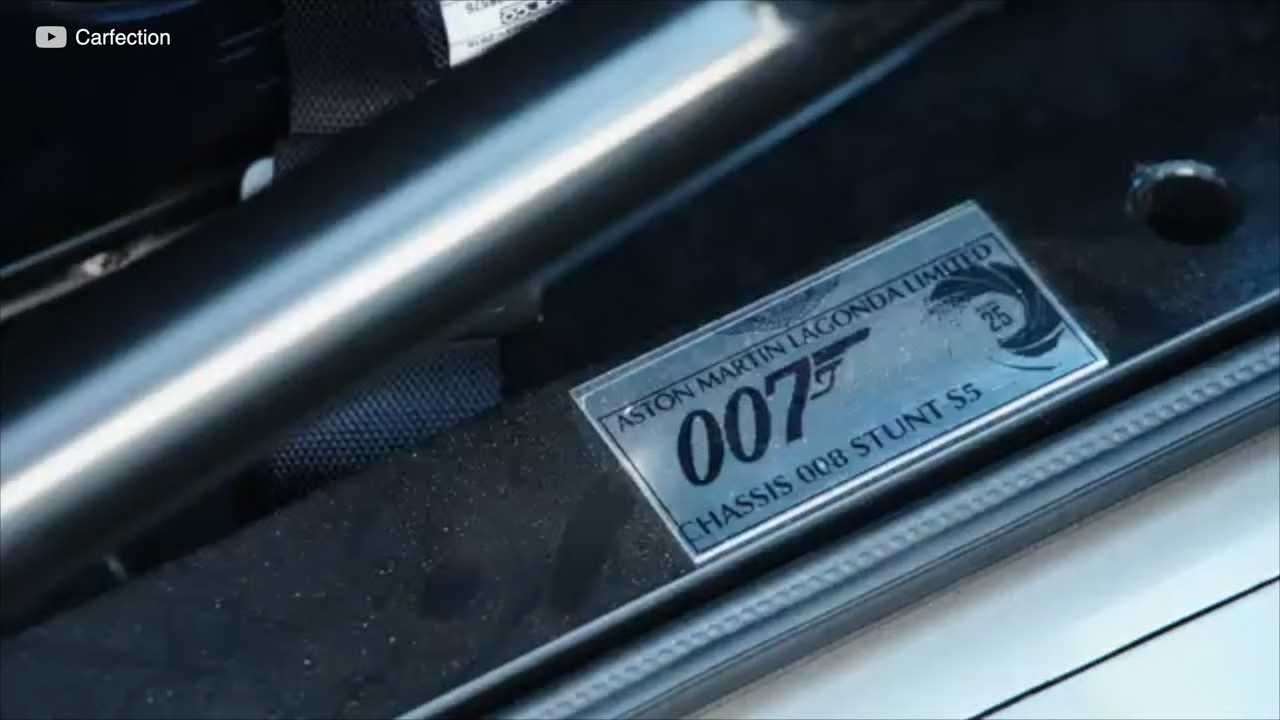 Carfection
ASTON MARTIN LAGONDA LIMITED
007
25
CHASSIS 008 STUNT S5